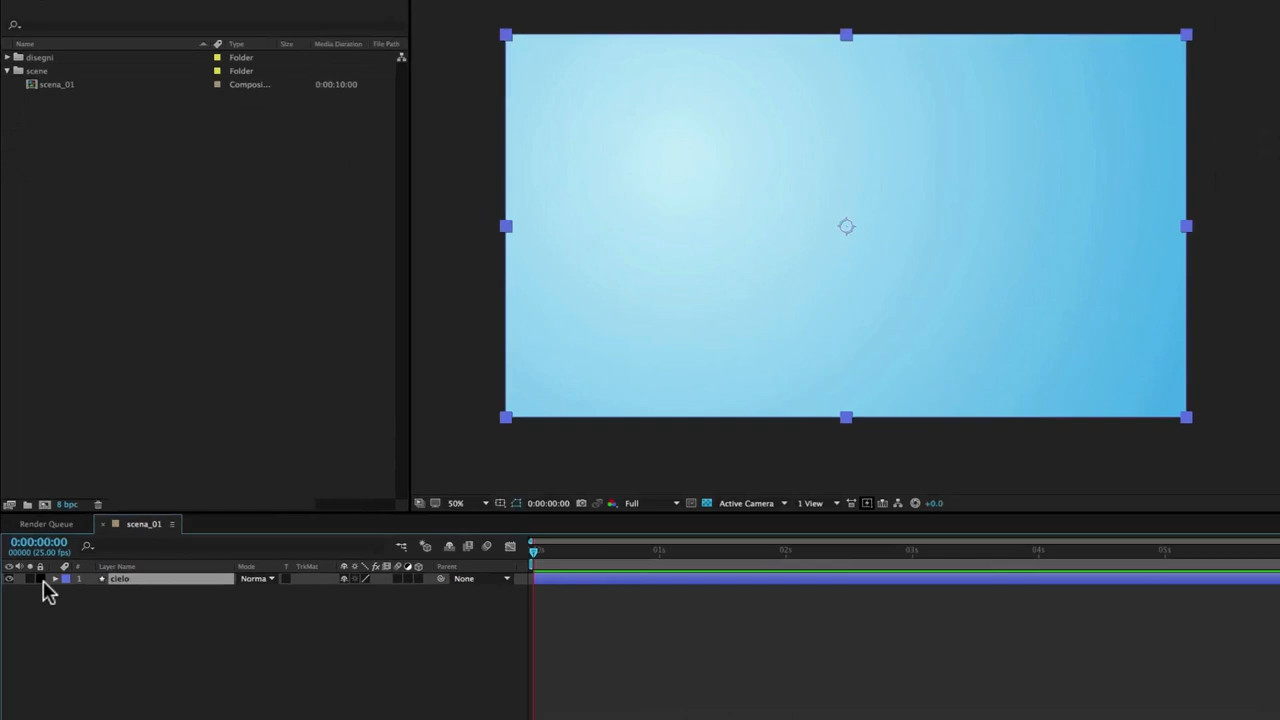 Name Type Size Media Duration File Path
disegni Folder
scene Folder
scena_01 Composi... 0:00:10:00
8 bpc
50% 0:00:00:00 Full Active Camera 1 View +0.0
Render Queue × scena_01
0:00:00:00
00000 (25.00 fps)
0s 01s 02s 03s 04s 05s
# Layer Name Mode T TrkMat Parent
1 cielo Norma None